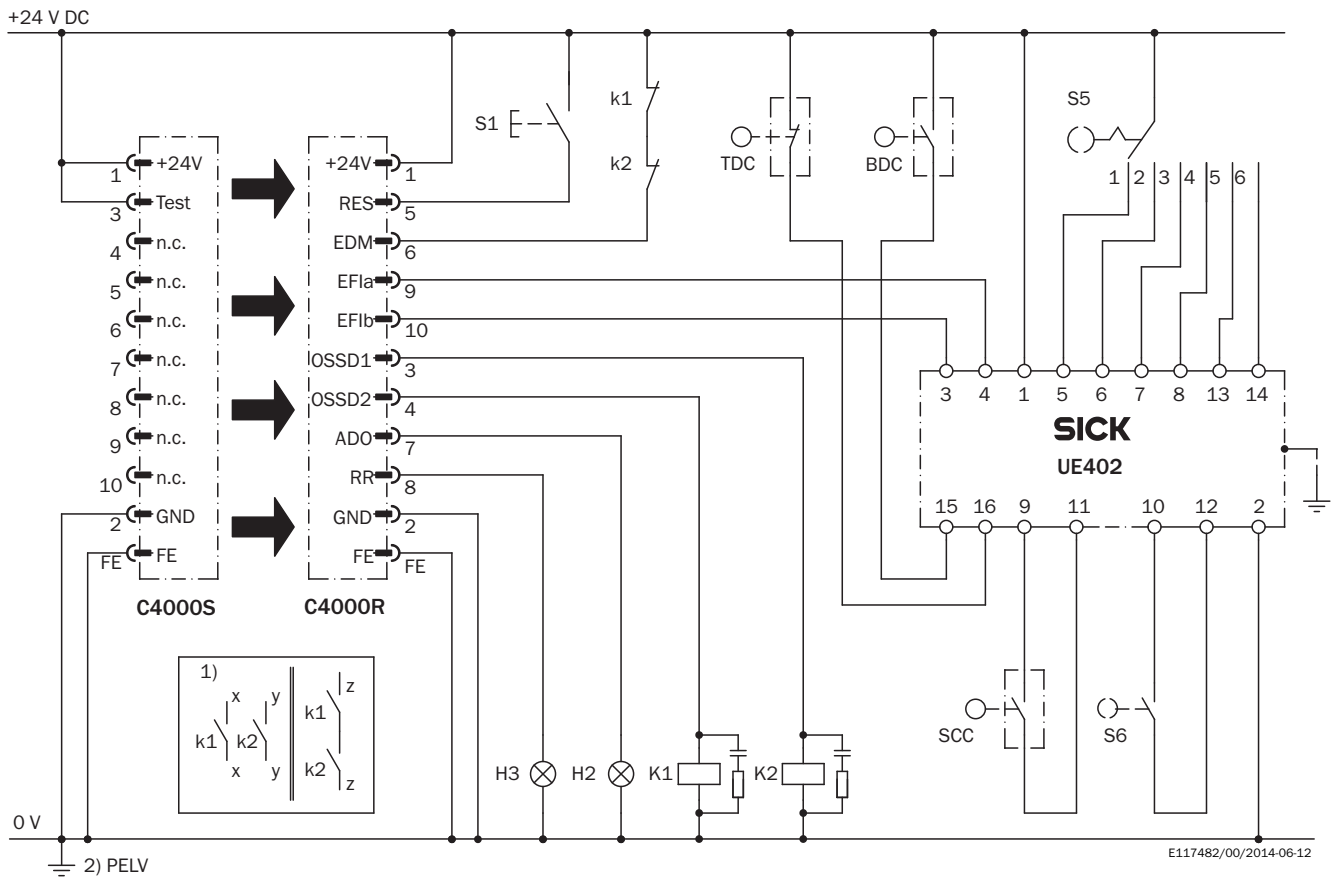 +24 V DC
S1
k1
k2
TDC
BDC
S5
1 2 3 4 5 6
+24V
1
Test
3
n.c.
4
n.c.
5
n.c.
6
n.c.
7
n.c.
8
n.c.
9
n.c.
10
GND
2
FE
FE
C4000S
+24V
1
RES
5
EDM
6
EFIa
9
EFIb
10
OSSD1
3
OSSD2
4
ADO
7
RR
8
GND
2
FE
FE
C4000R
3 4 1 5 6 7 8 13 14
SICK
UE402
15 16 9 11 10 12 2
1)
x y z
k1 k2 k1
x y k2 z
H3 H2 K1 K2
SCC
S6
0 V
2) PELV
E117482/00/2014-06-12